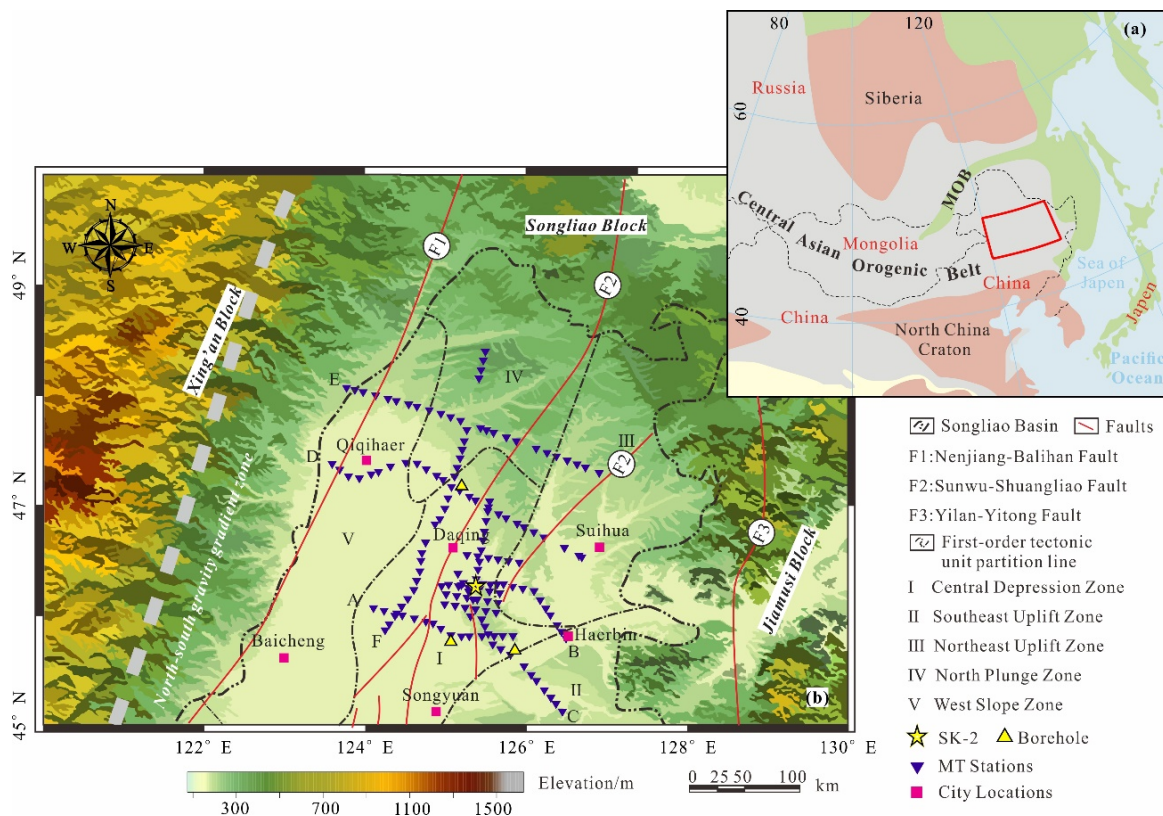 80
120
(a)
Russia
Siberia
60
MOB
Central Asian Orogenic Belt
Mongolia
China
Sea of
Japen
Japen
China
40
North China
Craton
Pacific
Ocean
N
W
E
S
F1
Songliao Block
F2
49° N
Xing'an Block
IV
E
III
F2
D
Qiqihaer
47° N
V
Daqing
Suihua
F3
North-south gravity gradient zone
A
Jiamusi Block
Baicheng
F
I
Haerbin
B
II
Songyuan
C
(b)
45° N
122° E
124° E
126° E
128° E
130° E
Elevation/m
300
700
1100
1500
0 25 50 100
km
Songliao Basin
Faults
F1:Nenjiang-Balihan Fault
F2:Sunwu-Shuangliao Fault
F3:Yilan-Yitong Fault
First-order tectonic
unit partition line
I Central Depression Zone
II Southeast Uplift Zone
III Northeast Uplift Zone
IV North Plunge Zone
V West Slope Zone
SK-2
Borehole
MT Stations
City Locations